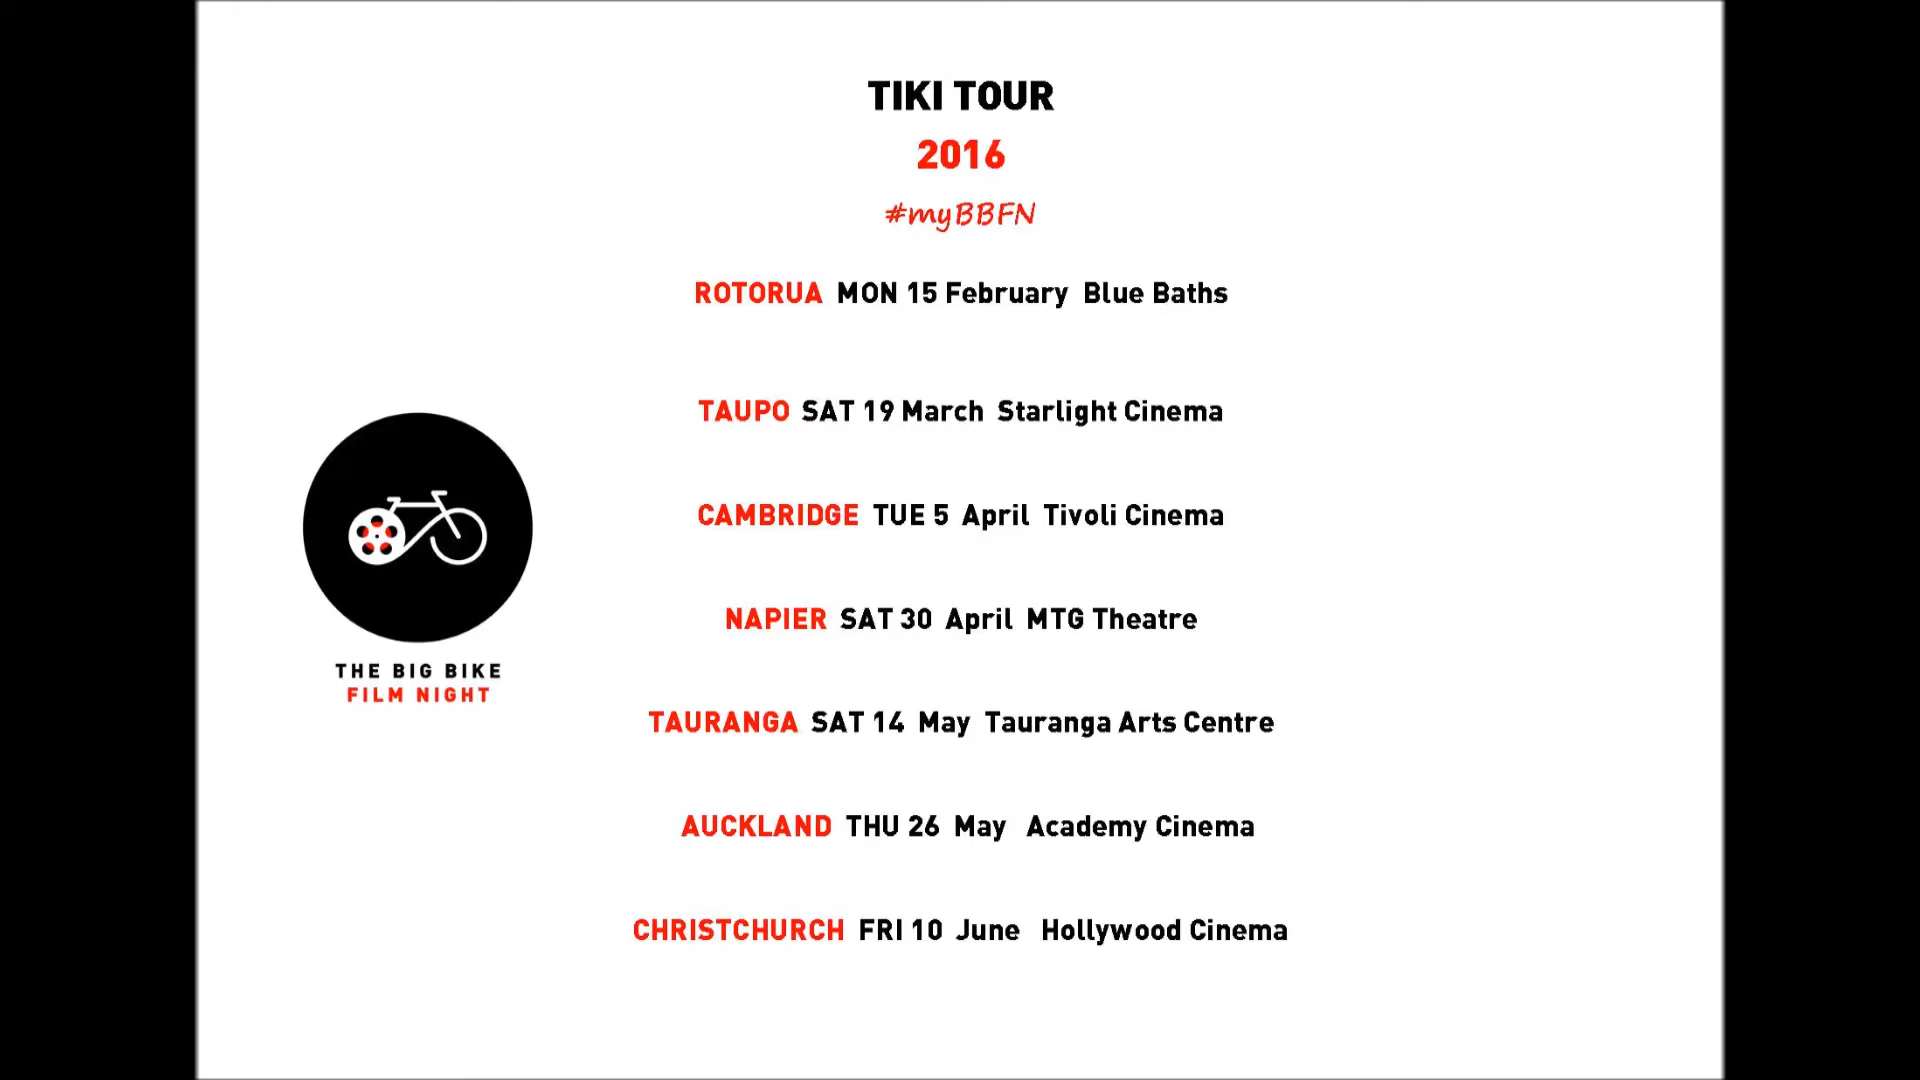 TIKI TOUR
2016
#myBBFN
ROTORUA MON 15 February Blue Baths
TAUPO SAT 19 March Starlight Cinema
CAMBRIDGE TUE 5 April Tivoli Cinema
NAPIER SAT 30 April MTG Theatre
THE BIG BIKE
FILM NIGHT
TAURANGA SAT 14 May Tauranga Arts Centre
AUCKLAND THU 26 May Academy Cinema
CHRISTCHURCH FRI 10 June Hollywood Cinema